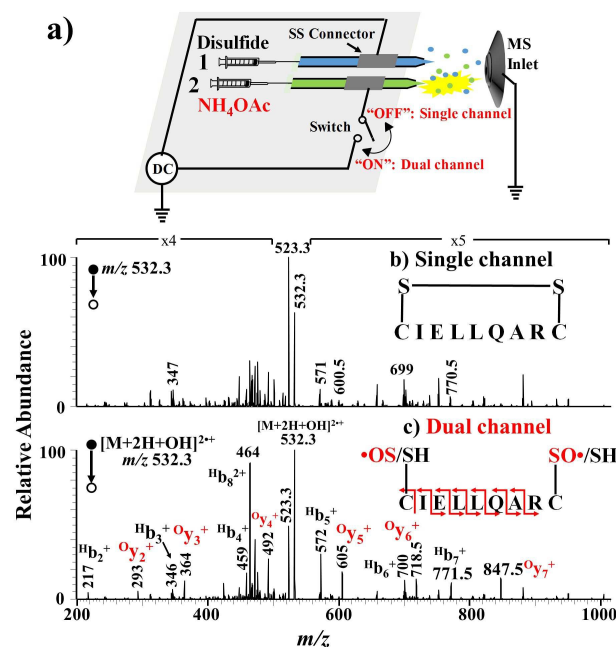 a)
SS Connector
MS
Inlet
Disulfide
1
2
NH4OAc
Switch
“OFF”: Single channel
“ON”: Dual channel
DC
x4
x5
523.3
532.3
100
m/z 532.3
b) Single channel
S S
C I E L L Q A R C
347
571
600.5
699
770.5
0
Relative Abundance
100
[M+2H+OH]2•+
m/z 532.3
[M+2H+OH]2•+
532.3
c) Dual channel
•OS/SH
SO•/SH
C I E L L Q A R C
464
Hb8 2+
523.3
Hb2+
217
Oy2+
293
Hb3+
346
Oy3+
364
Hb4+
459
Oy4+
492
Hb5+
572
Oy5+
605
Hb6+
700
Oy6+
718.5
Hb7+
771.5
847.5 Oy7+
0
200 400 600 800 1000
m/z